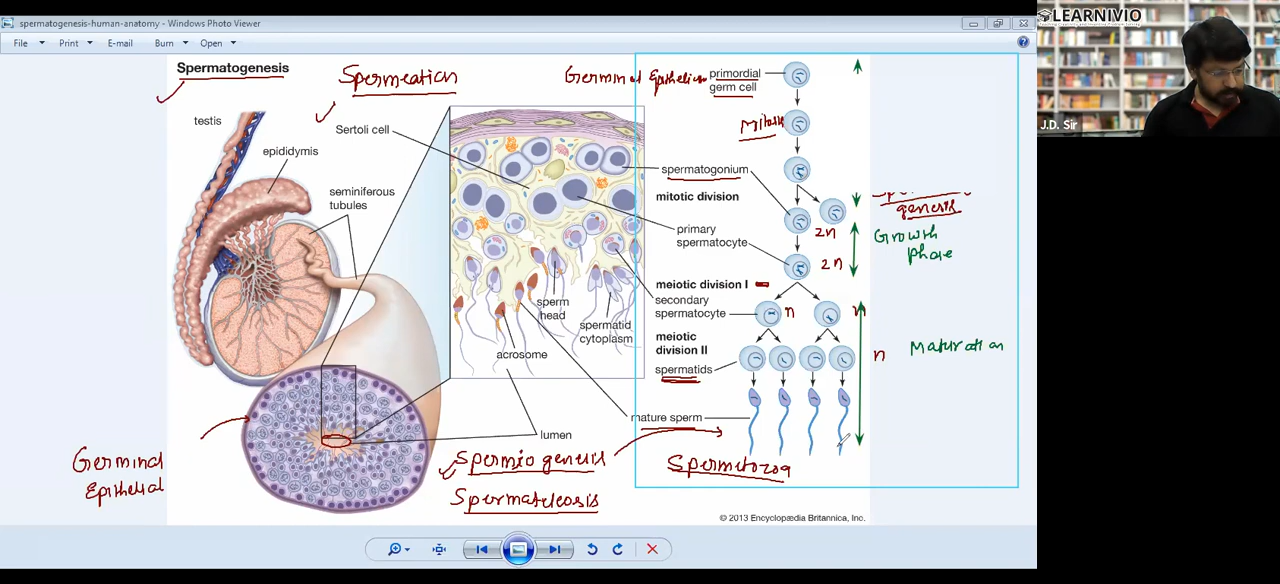 spermatogenesis-human-anatomy - Windows Photo Viewer
File Print E-mail Burn Open
LEARNIVIO
J.D. Sir
Spermatogenesis
Spermeation
testis
epididymis
seminiferous
tubules
Sertoli cell
Germinal Epithelium
primordial
germ cell
Mitosis
spermatogonium
mitotic division
genesis
2n
Growth
Phase
primary
spermatocyte
2n
meiotic division I
secondary
spermatocyte
n
n
meiotic
division II
n
Maturation
spermatids
sperm
head
spermatid
cytoplasm
acrosome
mature sperm
lumen
Germinal
Epithelial
Spermiogenesis
Spermateleosis
Spermetozoa
© 2013 Encyclopædia Britannica, Inc.